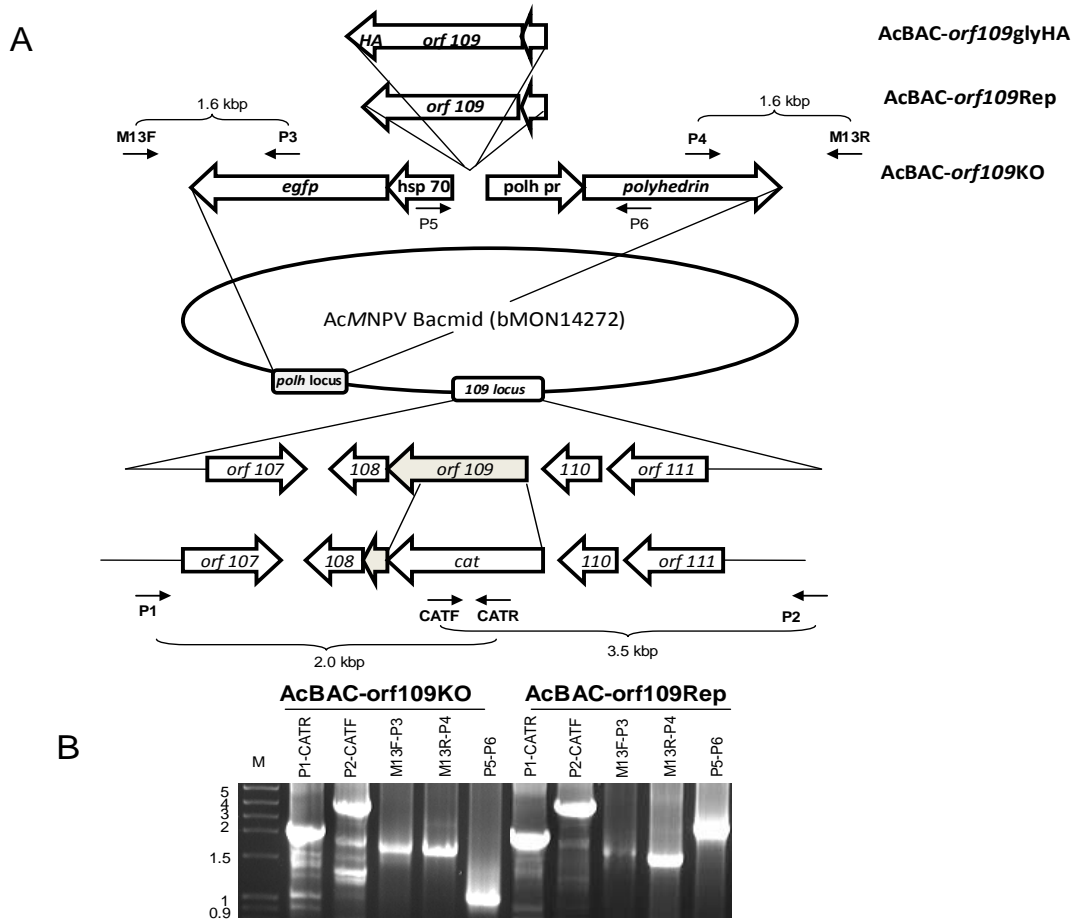 A
HA orf 109
AcBAC-orf109glyHA
orf 109
AcBAC-orf109Rep
1.6 kbp
1.6 kbp
M13F
P3
P4
M13R
AcBAC-orf109KO
egfp
hsp 70
polh pr
polyhedrin
P5
P6
AcMNPV Bacmid (bMON14272)
polh locus
109 locus
orf 107
108
orf 109
110
orf 111
orf 107
108
cat
110
orf 111
P1
CATF
CATR
P2
2.0 kbp
3.5 kbp
AcBAC-orf109KO
AcBAC-orf109Rep
B
M
P1-CATR
P2-CATF
M13F-P3
M13R-P4
P5-P6
P1-CATR
P2-CATF
M13F-P3
M13R-P4
P5-P6
5
4
3
2
1.5
1
0.9